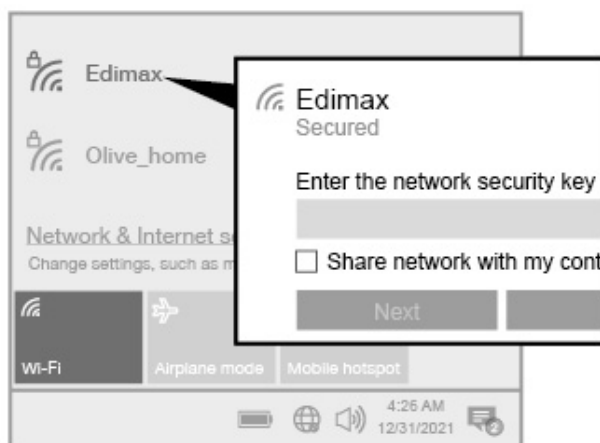 Edimax
Olive_home
Network & Internet se
Change settings, such as m
Wi-Fi
Airplane mode
Mobile hotspot
4:26 AM
12/31/2021
2
Edimax
Secured
Enter the network security key
Share network with my cont
Next